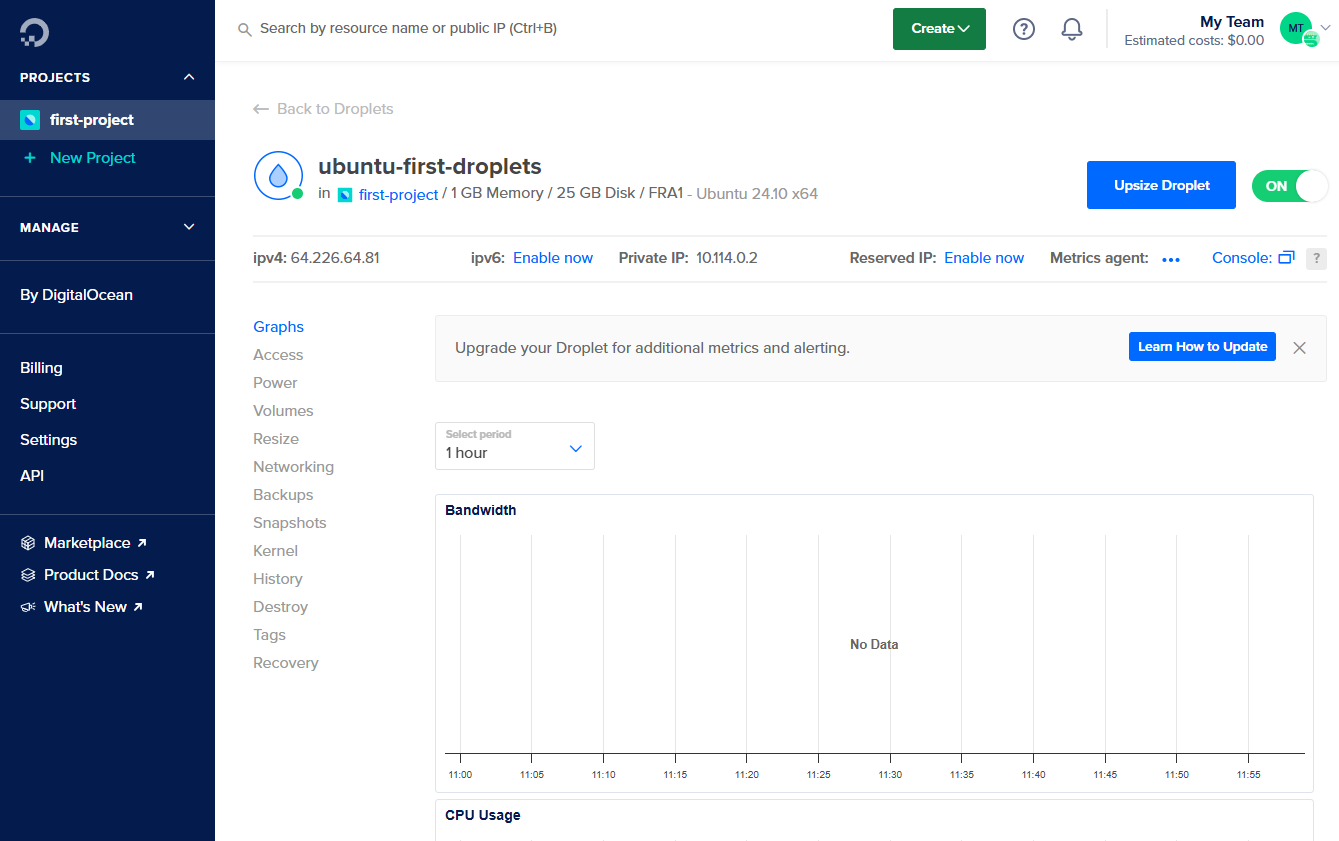 Search by resource name or public IP (Ctrl+B)
Create
?
My Team
Estimated costs: $0.00
MT
PROJECTS
first-project
+ New Project
MANAGE
By DigitalOcean
Billing
Support
Settings
API
Marketplace
Product Docs
What's New
Back to Droplets
ubuntu-first-droplets
in first-project / 1 GB Memory / 25 GB Disk / FRA1 - Ubuntu 24.10 x64
Upsize Droplet
ON
ipv4: 64.226.64.81 ipv6: Enable now Private IP: 10.114.0.2 Reserved IP: Enable now Metrics agent: ••• Console: ?
Graphs
Access
Power
Volumes
Resize
Networking
Backups
Snapshots
Kernel
History
Destroy
Tags
Recovery
Upgrade your Droplet for additional metrics and alerting.
Learn How to Update
Select period
1 hour
Bandwidth
No Data
11:00 11:05 11:10 11:15 11:20 11:25 11:30 11:35 11:40 11:45 11:50 11:55
CPU Usage